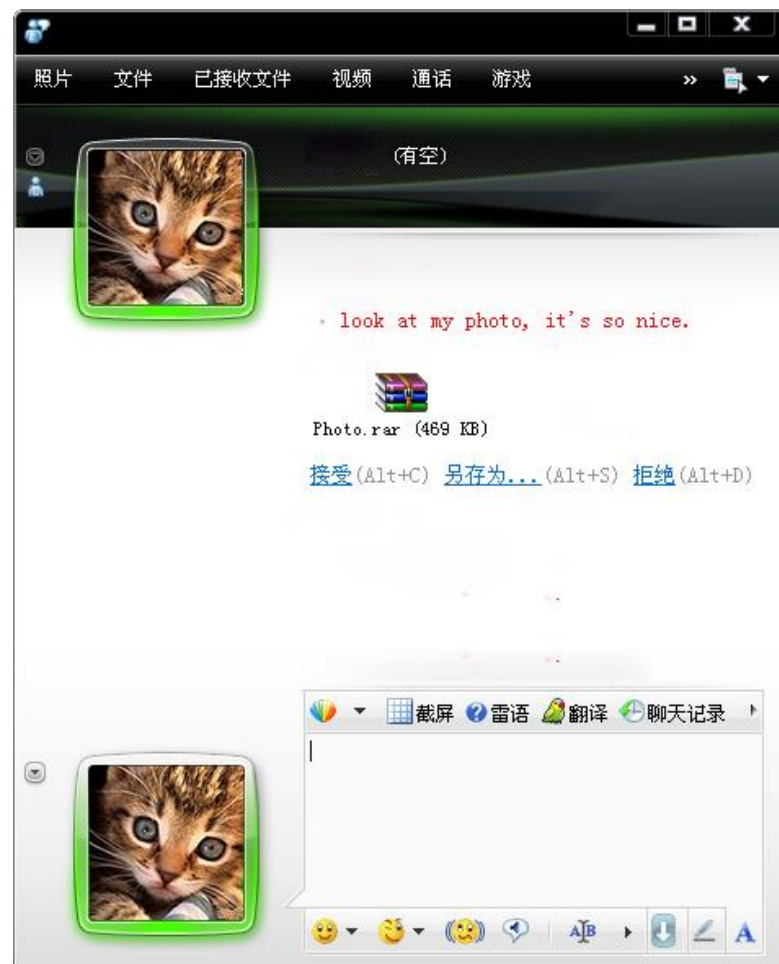 照片 文件 已接收文件 视频 通话 游戏 »
(有空)
look at my photo, it's so nice.
Photo.rar (469 KB)
接受(Alt+C) 另存为...(Alt+S) 拒绝(Alt+D)
截屏 雷语 翻译 聊天记录
AB A